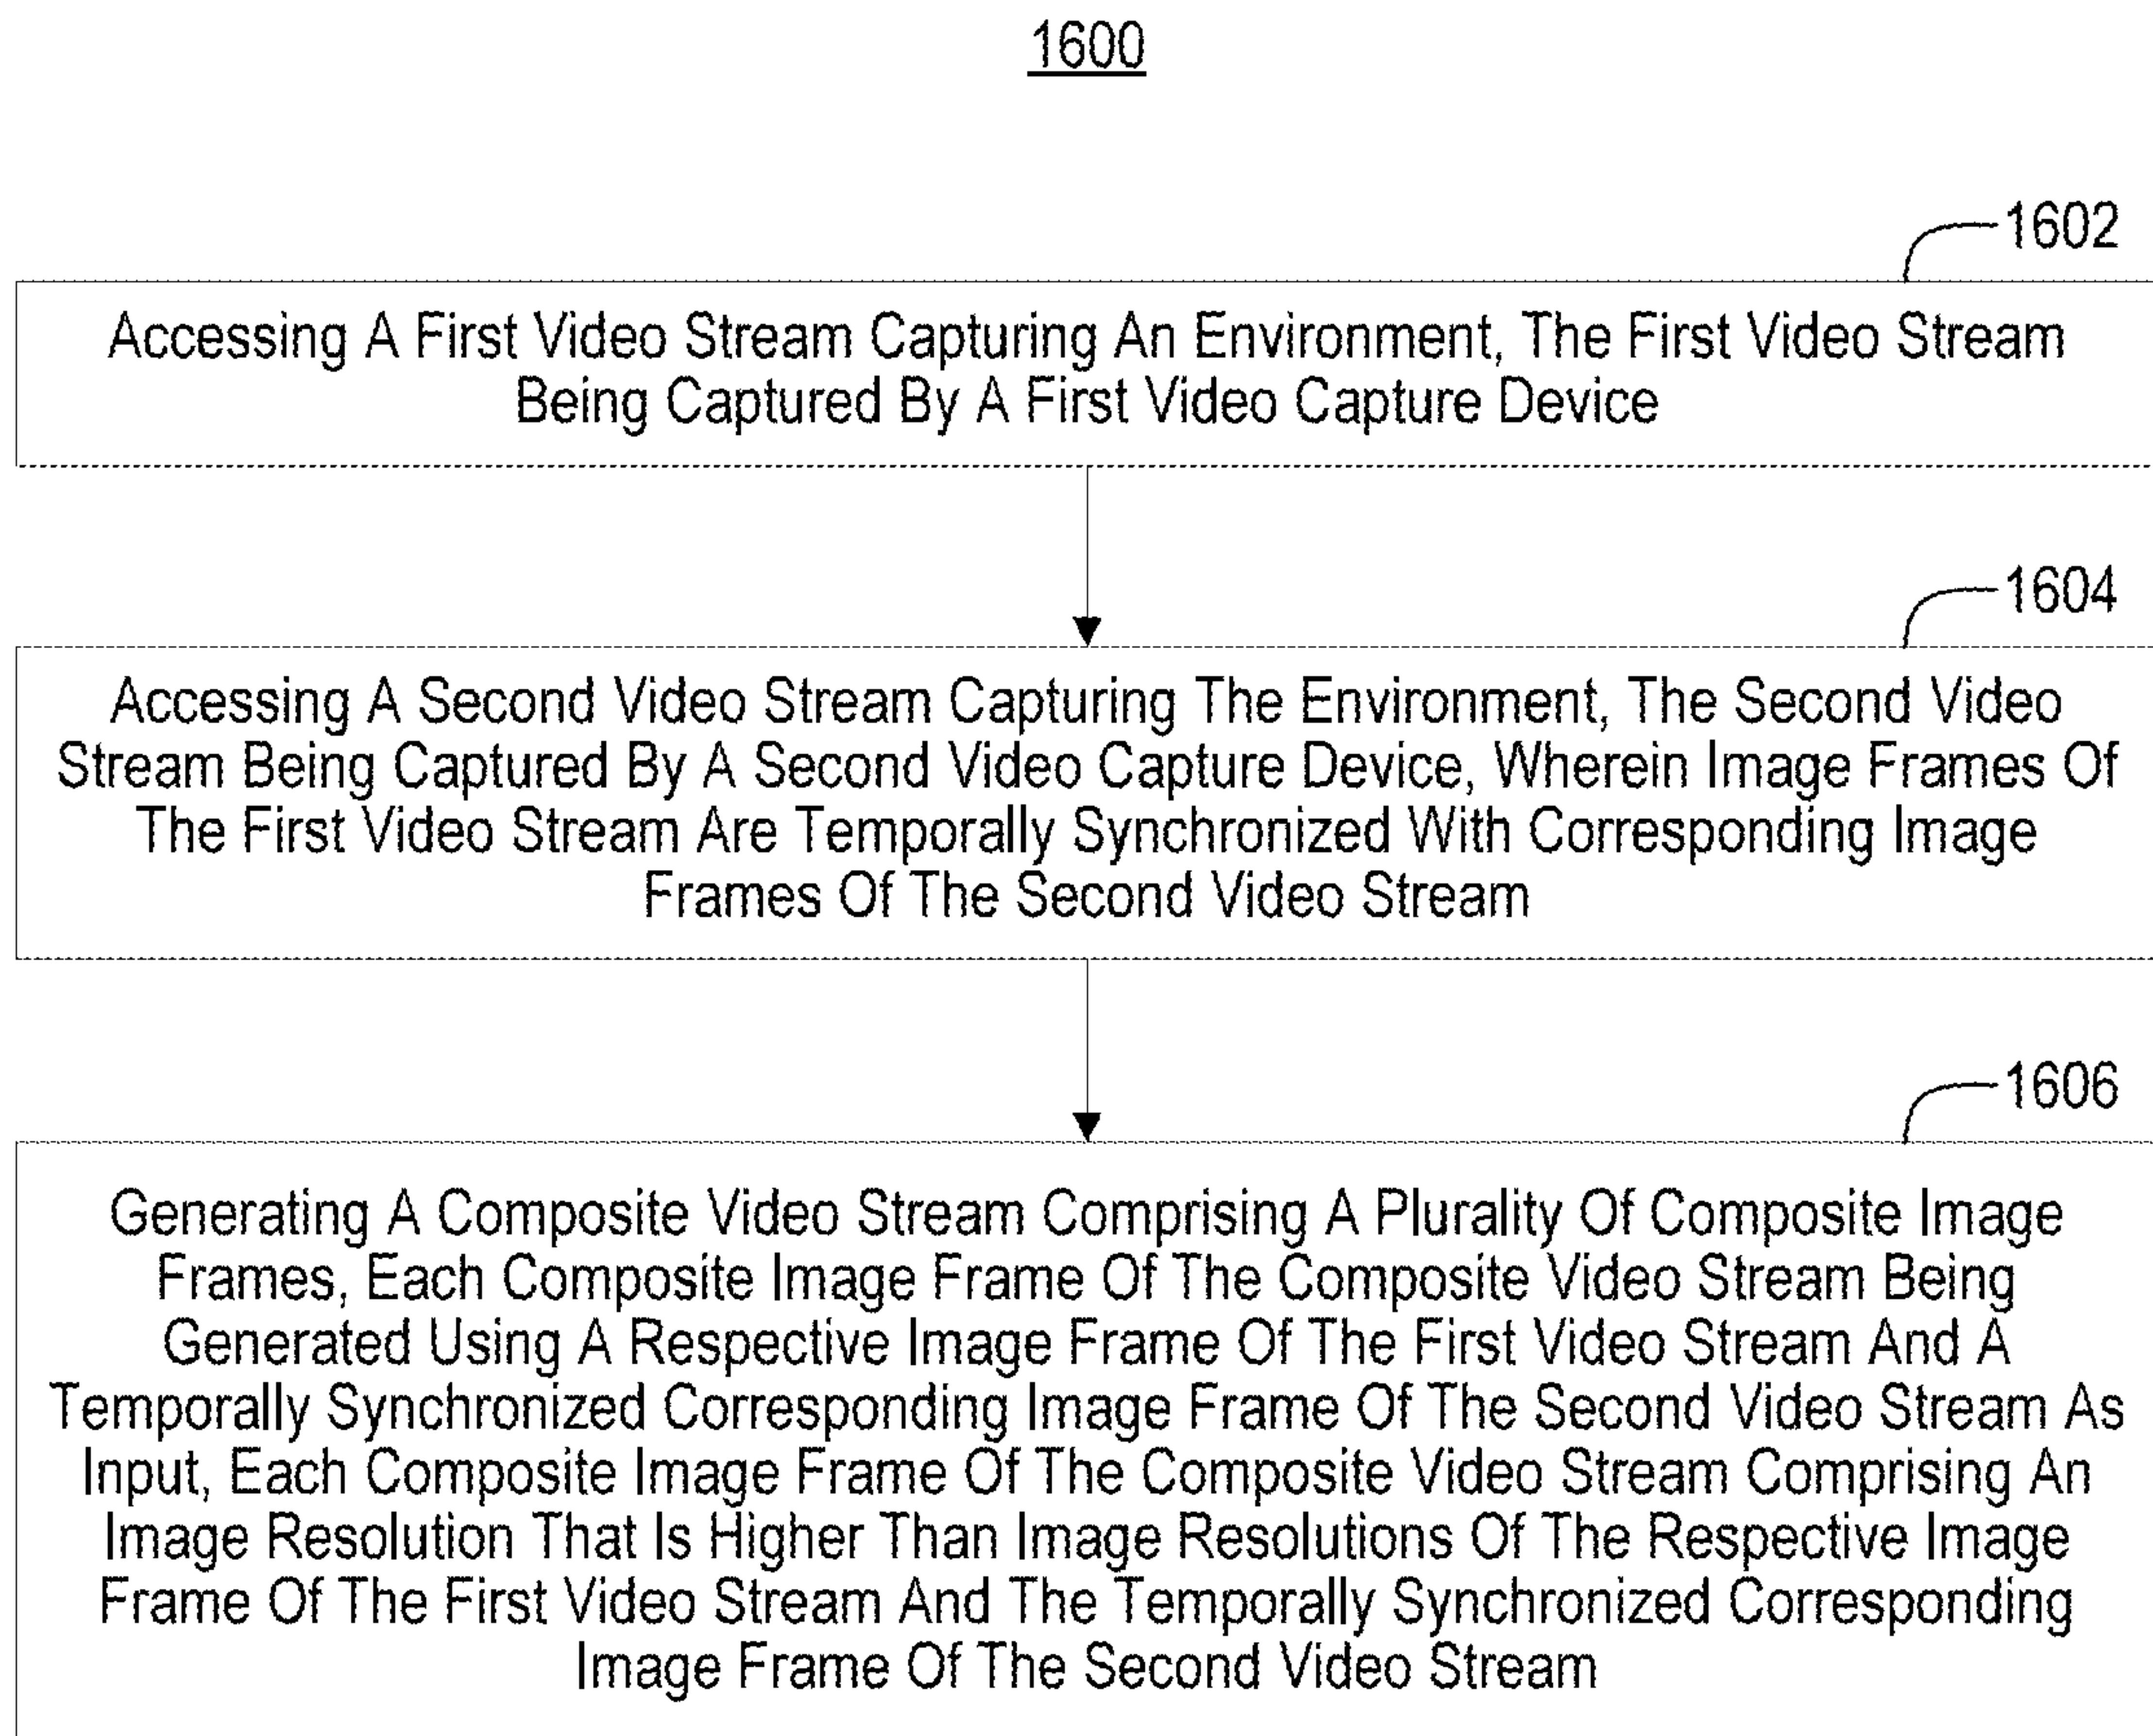 1600
1602
Accessing A First Video Stream Capturing An Environment, The First Video Stream
Being Captured By A First Video Capture Device
1604
Accessing A Second Video Stream Capturing The Environment, The Second Video
Stream Being Captured By A Second Video Capture Device, Wherein Image Frames Of
The First Video Stream Are Temporally Synchronized With Corresponding Image
Frames Of The Second Video Stream
1606
Generating A Composite Video Stream Comprising A Plurality Of Composite Image
Frames, Each Composite Image Frame Of The Composite Video Stream Being
Generated Using A Respective Image Frame Of The First Video Stream And A
Temporally Synchronized Corresponding Image Frame Of The Second Video Stream As
Input, Each Composite Image Frame Of The Composite Video Stream Comprising An
Image Resolution That Is Higher Than Image Resolutions Of The Respective Image
Frame Of The First Video Stream And The Temporally Synchronized Corresponding
Image Frame Of The Second Video Stream